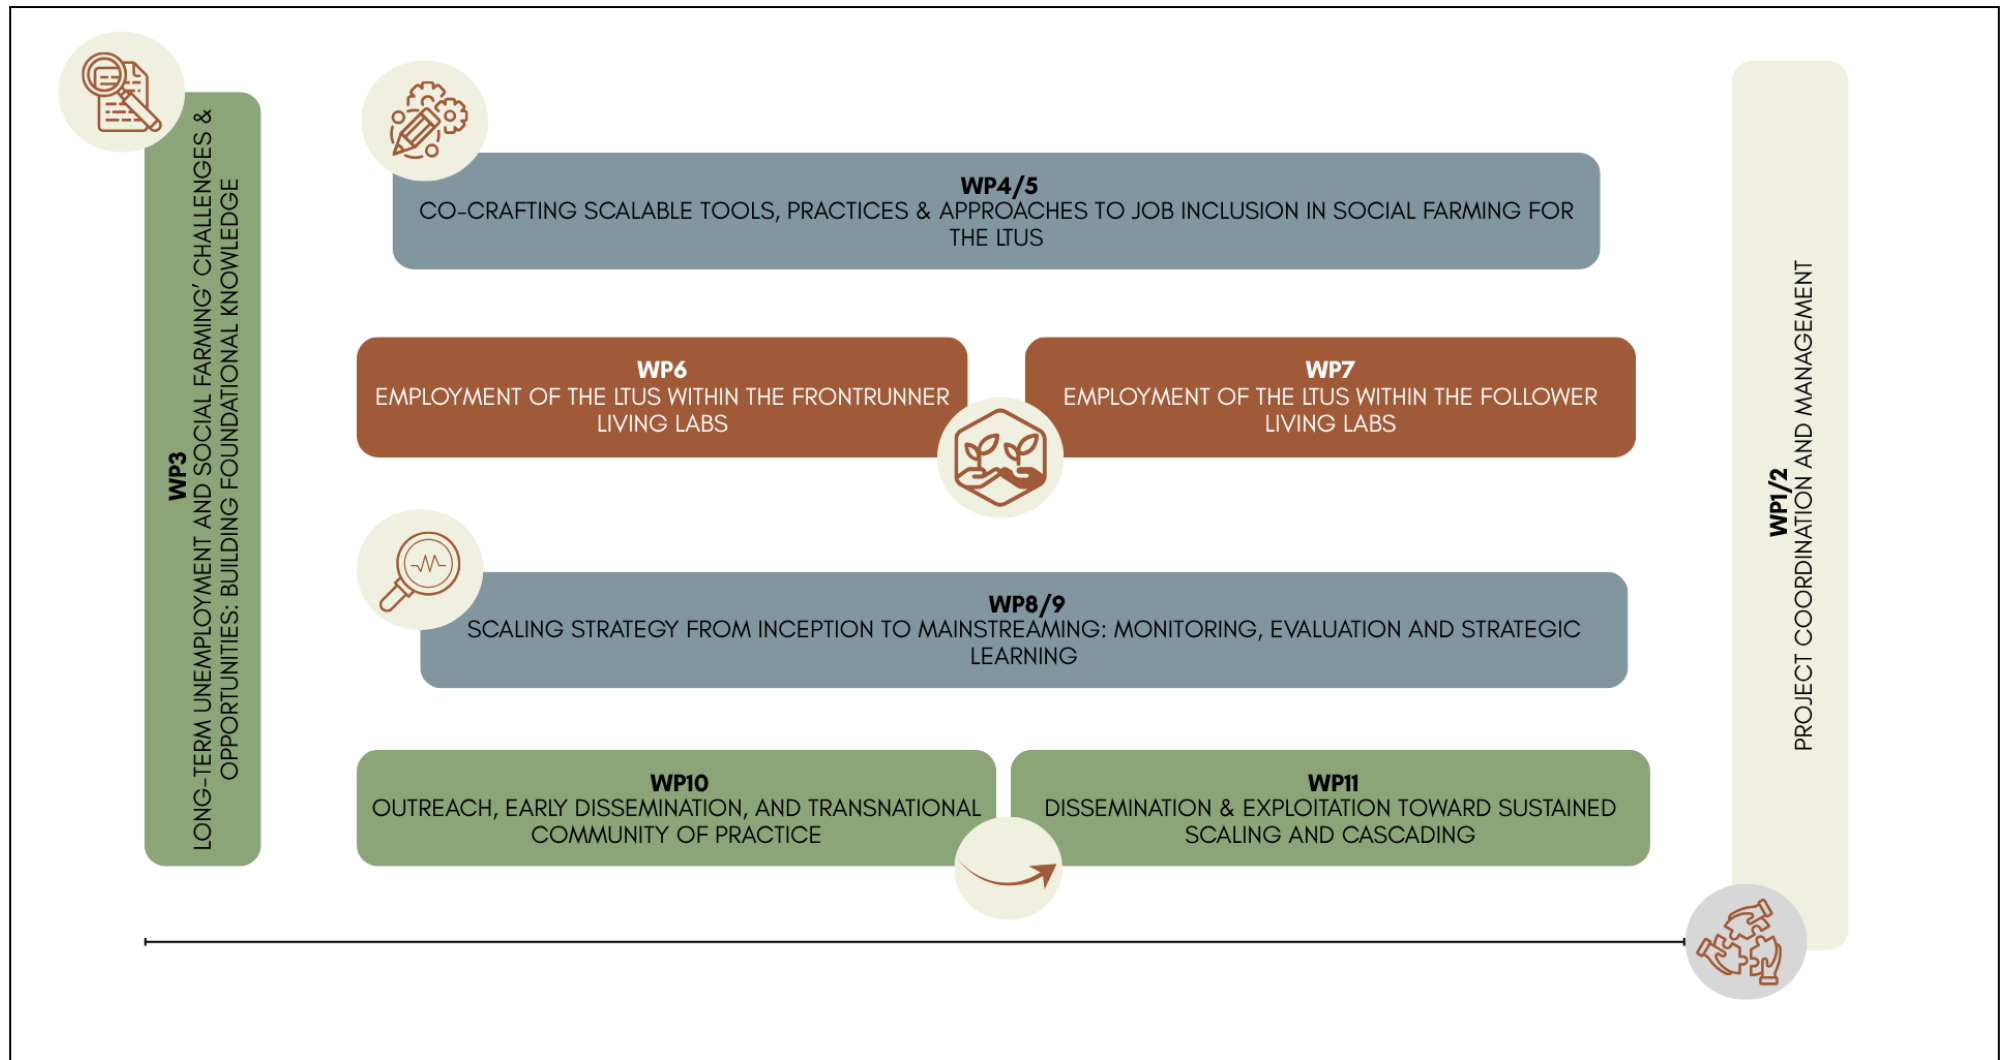 WP3
LONG-TERM UNEMPLOYMENT AND SOCIAL FARMING' CHALLENGES &
OPPORTUNITIES: BUILDING FOUNDATIONAL KNOWLEDGE
WP4/5
CO-CRAFTING SCALABLE TOOLS, PRACTICES & APPROACHES TO JOB INCLUSION IN SOCIAL FARMING FOR
THE LTUS
WP6
EMPLOYMENT OF THE LTUS WITHIN THE FRONTRUNNER
LIVING LABS
WP7
EMPLOYMENT OF THE LTUS WITHIN THE FOLLOWER
LIVING LABS
WP8/9
SCALING STRATEGY FROM INCEPTION TO MAINSTREAMING: MONITORING, EVALUATION AND STRATEGIC
LEARNING
WP10
OUTREACH, EARLY DISSEMINATION, AND TRANSNATIONAL
COMMUNITY OF PRACTICE
WP11
DISSEMINATION & EXPLOITATION TOWARD SUSTAINED
SCALING AND CASCADING
WP1/2
PROJECT COORDINATION AND MANAGEMENT